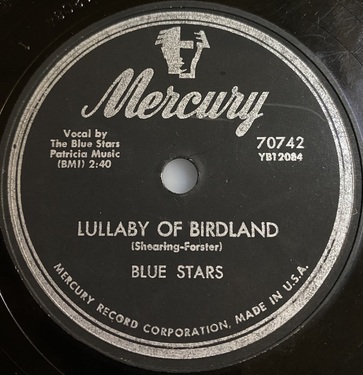 Mercury
Vocal by
The Blue Stars
Patricia Music
(BMI) 2:40
70742
YB12084
LULLABY OF BIRDLAND
(Shearing-Forster)
BLUE STARS
MERCURY RECORD CORPORATION, MADE IN U.S.A.